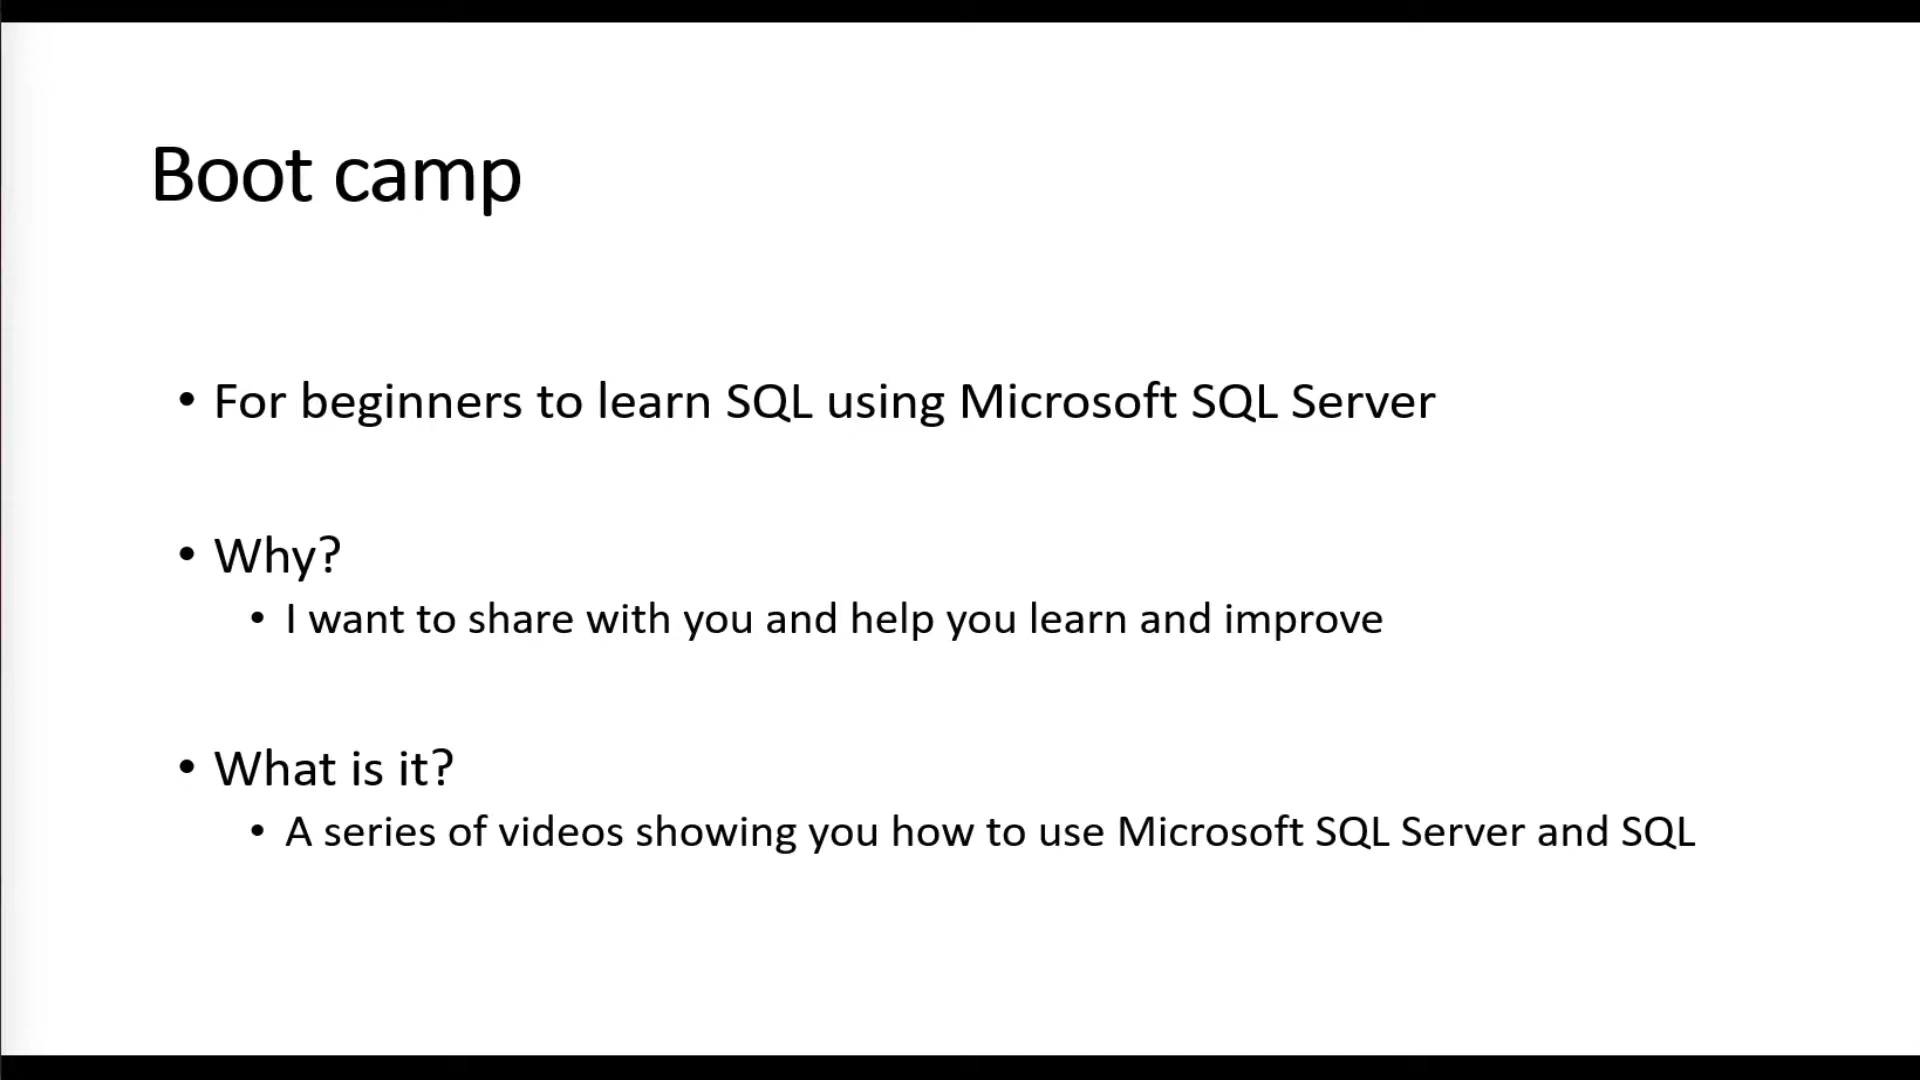 Boot camp
• For beginners to learn SQL using Microsoft SQL Server
• Why?
• I want to share with you and help you learn and improve
• What is it?
• A series of videos showing you how to use Microsoft SQL Server and SQL